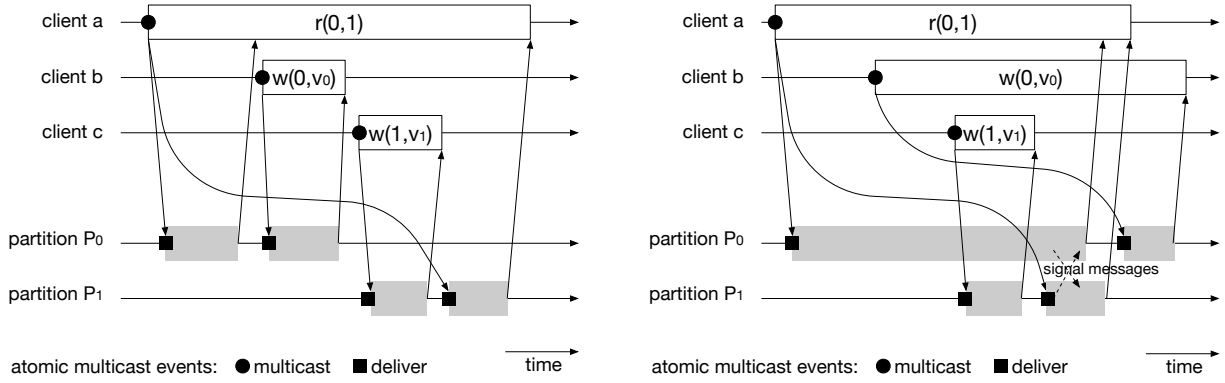 client a
r(0,1)
client b
w(0,v0)
client c
w(1,v1)
partition P0
partition P1
time
atomic multicast events: multicast deliver
client a
r(0,1)
client b
w(0,v0)
client c
w(1,v1)
partition P0
signal messages
partition P1
time
atomic multicast events: multicast deliver